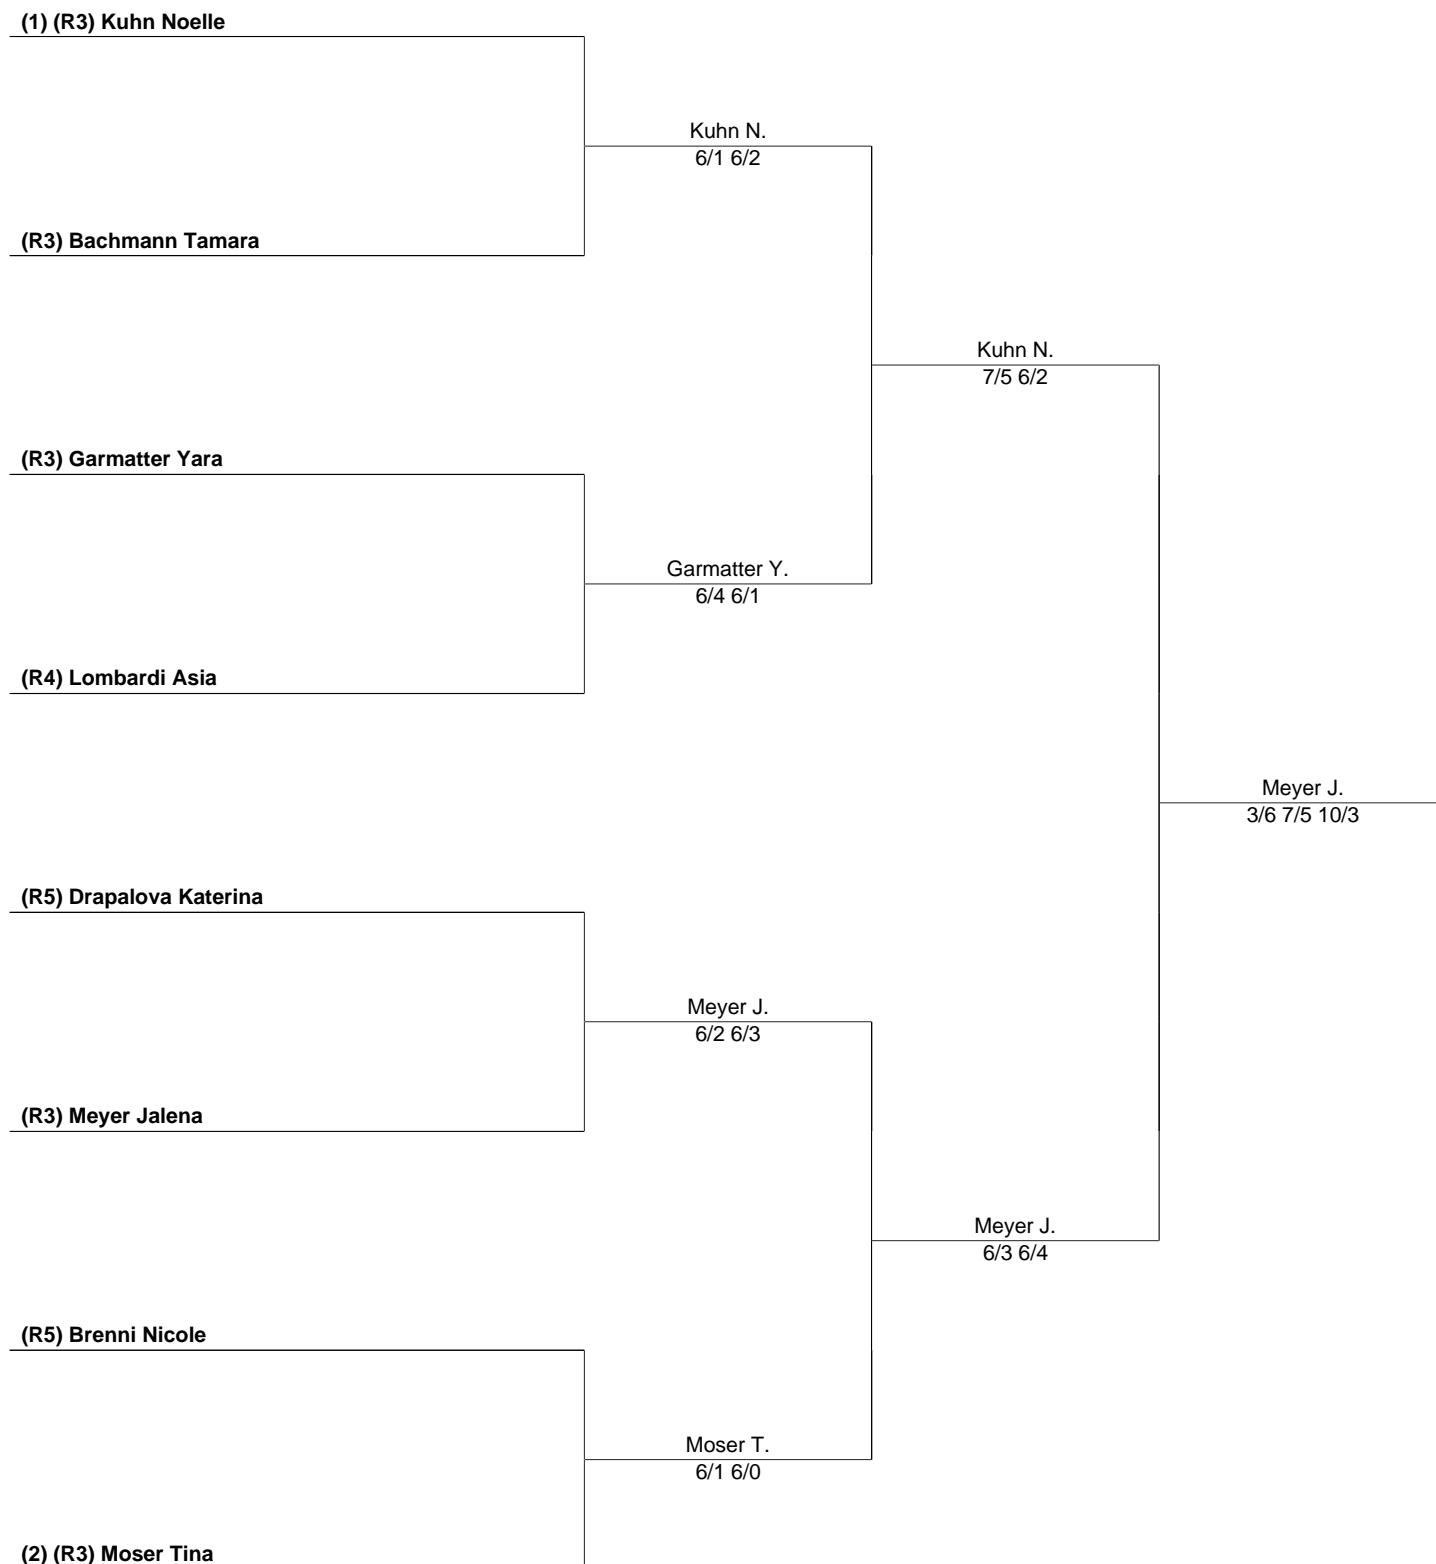 (1) (R3) Kuhn Noelle
Kuhn N.
6/1 6/2
(R3) Bachmann Tamara
Kuhn N.
7/5 6/2
(R3) Garmatter Yara
Garmatter Y.
6/4 6/1
(R4) Lombardi Asia
Meyer J.
3/6 7/5 10/3
(R5) Drapalova Katerina
Meyer J.
6/2 6/3
(R3) Meyer Jalena
Meyer J.
6/3 6/4
(R5) Brenni Nicole
Moser T.
6/1 6/0
(2) (R3) Moser Tina